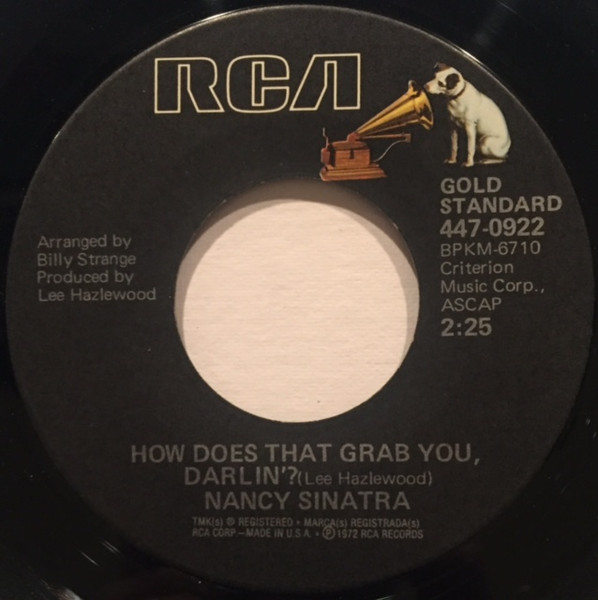 RCA
GOLD
STANDARD
447-0922
BPKM-6710
Criterion
Music Corp.,
ASCAP
2:25
Arranged by
Billy Strange
Produced by
Lee Hazlewood
HOW DOES THAT GRAB YOU,
DARLIN'? (Lee Hazlewood)
NANCY SINATRA
TMK(s) ® REGISTERED • MARCA(s) REGISTRADA(s)
RCA CORP.—MADE IN U.S.A. • ℗ 1972 RCA RECORDS